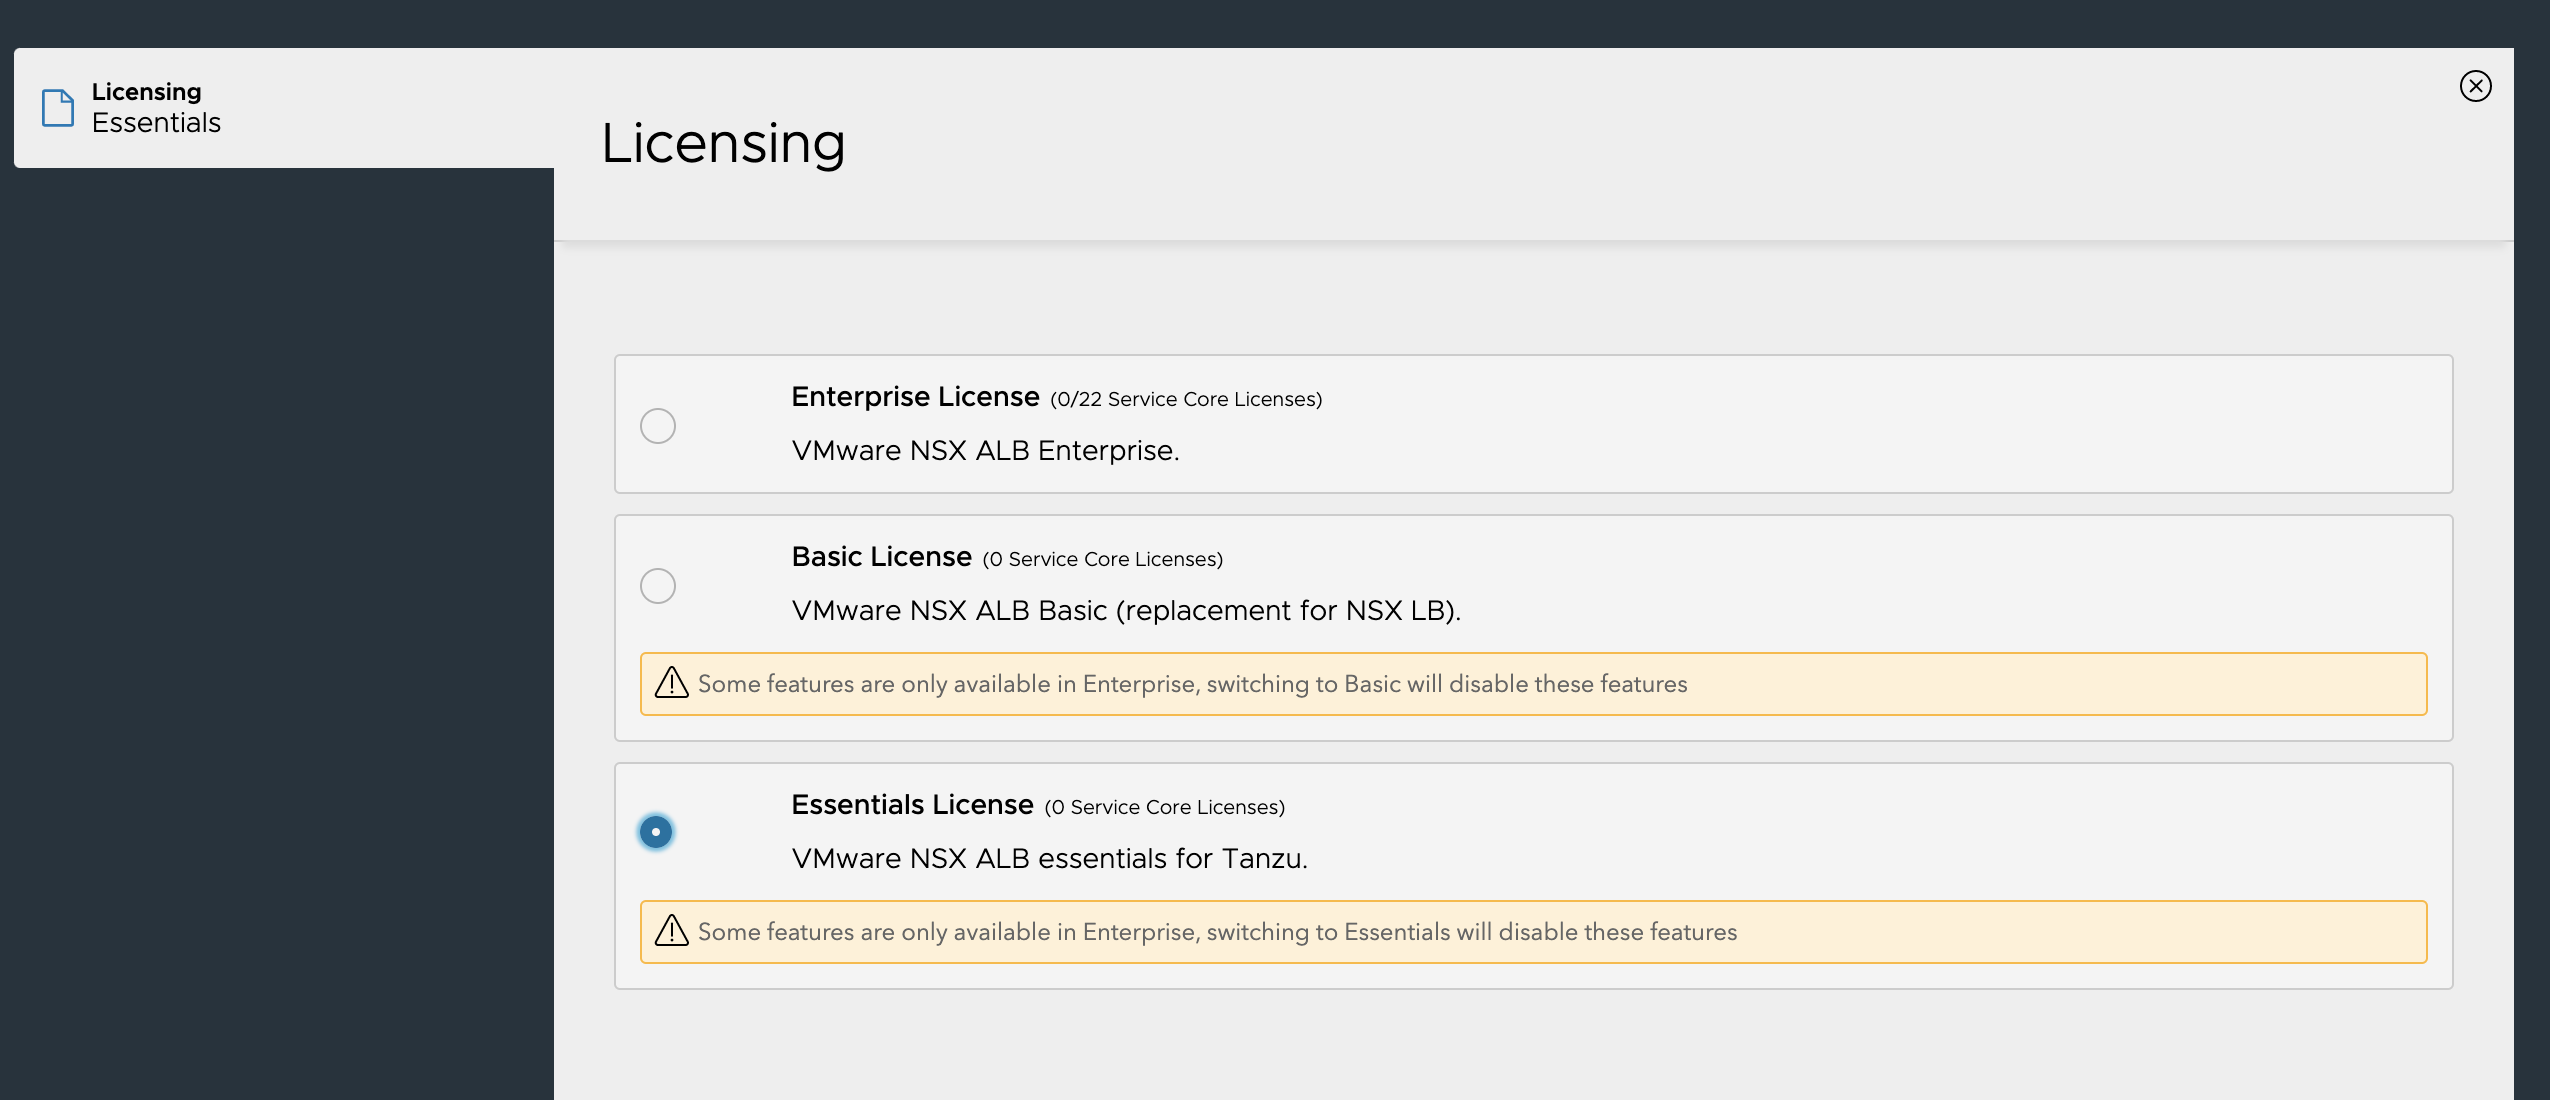 Licensing
Essentials
Licensing
Enterprise License (0/22 Service Core Licenses)
VMware NSX ALB Enterprise.
Basic License (0 Service Core Licenses)
VMware NSX ALB Basic (replacement for NSX LB).
Some features are only available in Enterprise, switching to Basic will disable these features
Essentials License (0 Service Core Licenses)
VMware NSX ALB essentials for Tanzu.
Some features are only available in Enterprise, switching to Essentials will disable these features